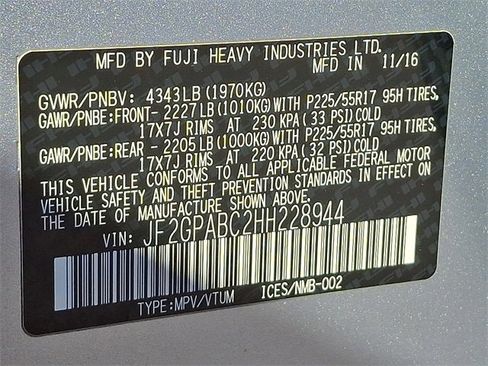 MFD BY FUJI HEAVY INDUSTRIES LTD.
MFD IN 11/16
GVWR/PNBV: 4343LB (1970KG)
GAWR/PNBE:FRONT- 2227LB(1010KG)WITH P225/55R17 95H TIRES,
17X7J RIMS AT 230 KPA( 33 PSI)COLD
GAWR/PNBE:REAR - 2205LB(1000KG)WITH P225/55R17 95H TIRES,
17X7J RIMS AT 220 KPA( 32 PSI)COLD
THIS VEHICLE CONFORMS TO ALL APPLICABLE FEDERAL MOTOR
VEHICLE SAFETY AND THEFT PREVENTION STANDARDS IN EFFECT ON
THE DATE OF MANUFACTURE SHOWN ABOVE.
VIN: JF2GPABC2HH228944
TYPE:MPV/VTUM ICES/NMB-002